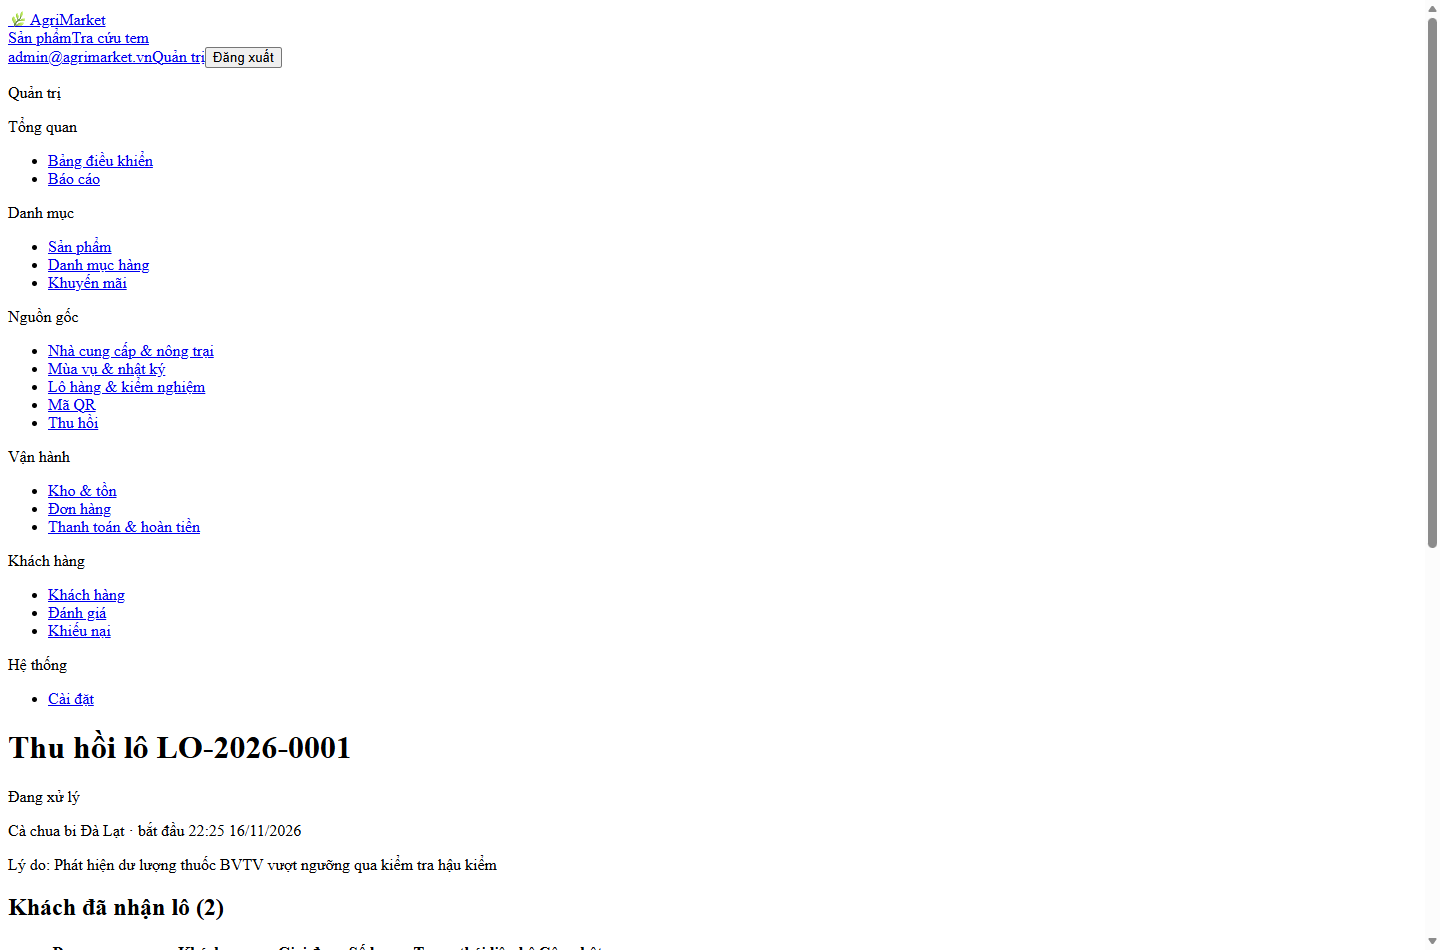 AgriMarket
Sản phẩmTra cứu tem
admin@agrimarket.vnQuản trịĐăng xuất
Quản trị
Tổng quan
Bảng điều khiển
Báo cáo
Danh mục
Sản phẩm
Danh mục hàng
Khuyến mãi
Nguồn gốc
Nhà cung cấp & nông trại
Mùa vụ & nhật ký
Lô hàng & kiểm nghiệm
Mã QR
Thu hồi
Vận hành
Kho & tồn
Đơn hàng
Thanh toán & hoàn tiền
Khách hàng
Khách hàng
Đánh giá
Khiếu nại
Hệ thống
Cài đặt
Thu hồi lô LO-2026-0001
Đang xử lý
Cà chua bi Đà Lạt · bắt đầu 22:25 16/11/2026
Lý do: Phát hiện dư lượng thuốc BVTV vượt ngưỡng qua kiểm tra hậu kiểm
Khách đã nhận lô (2)